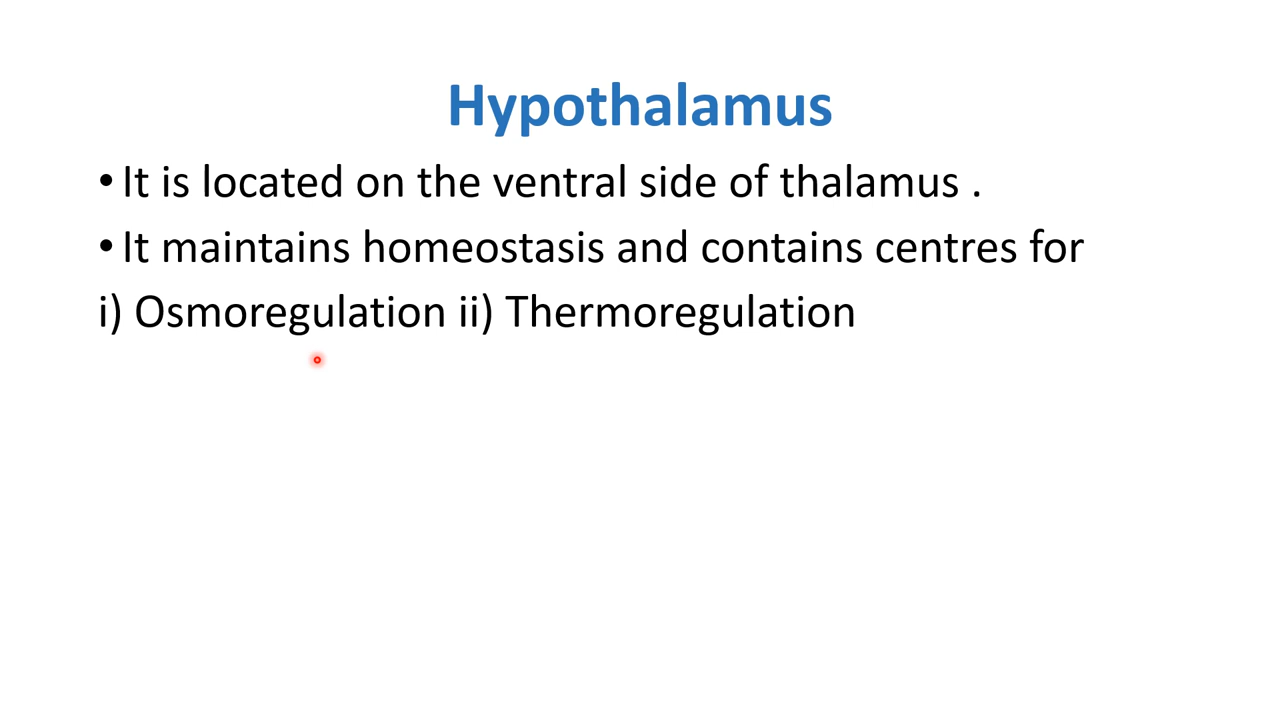 Hypothalamus
• It is located on the ventral side of thalamus .
• It maintains homeostasis and contains centres for
i) Osmoregulation ii) Thermoregulation